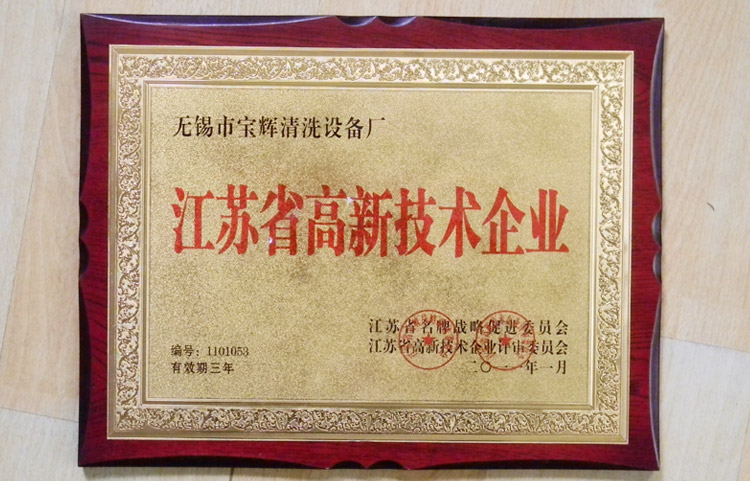 无锡市宝辉清洗设备厂
江苏省高新技术企业
江苏省名牌战略促进委员会
江苏省高新技术企业评审委员会
编号:1101053
有效期三年
二〇一一年一月